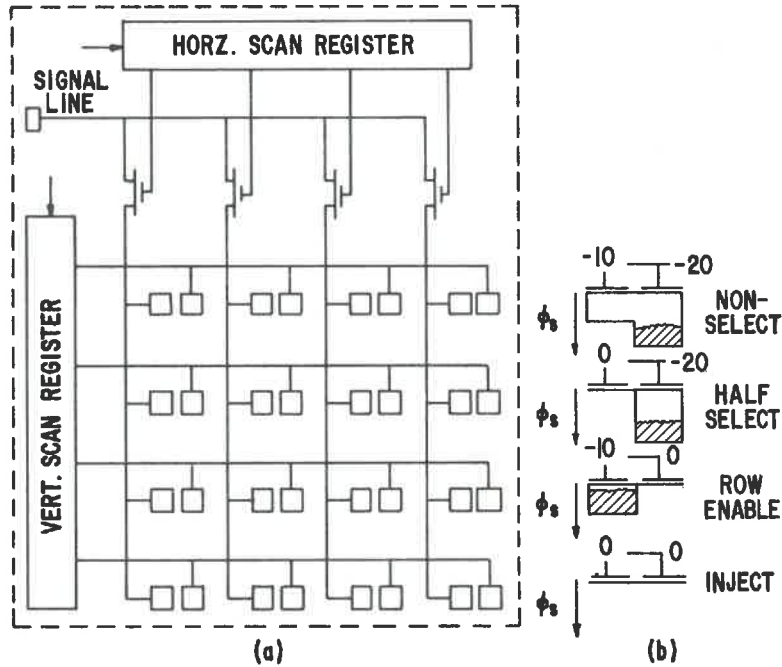 HORZ. SCAN REGISTER
SIGNAL
LINE
VERT. SCAN REGISTER
-10
-20
ϕs
NON-
SELECT
0
-20
ϕs
HALF
SELECT
-10
0
ϕs
ROW
ENABLE
0
0
ϕs
INJECT
(a)
(b)